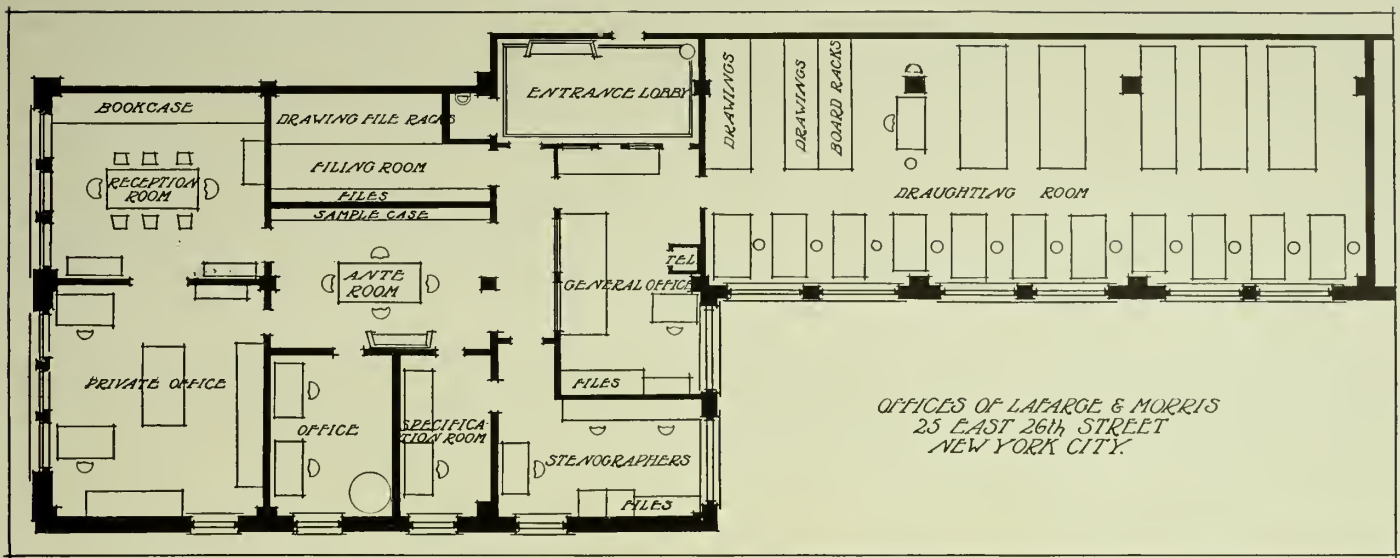 BOOKCASE
DRAWING FILE RACKS
ENTRANCE LOBBY
DRAWINGS
DRAWINGS
BOARD RACKS
FILING ROOM
RECEPTION
ROOM
FILES
SAMPLE CASE
DRAUGHTING ROOM
TEL
ANTE
ROOM
GENERAL OFFICE
PRIVATE OFFICE
FILES
OFFICE
SPECIFICA-
TION ROOM
STENOGRAPHERS
FILES
OFFICES OF LAFARGE & MORRIS
25 EAST 26th STREET
NEW YORK CITY.